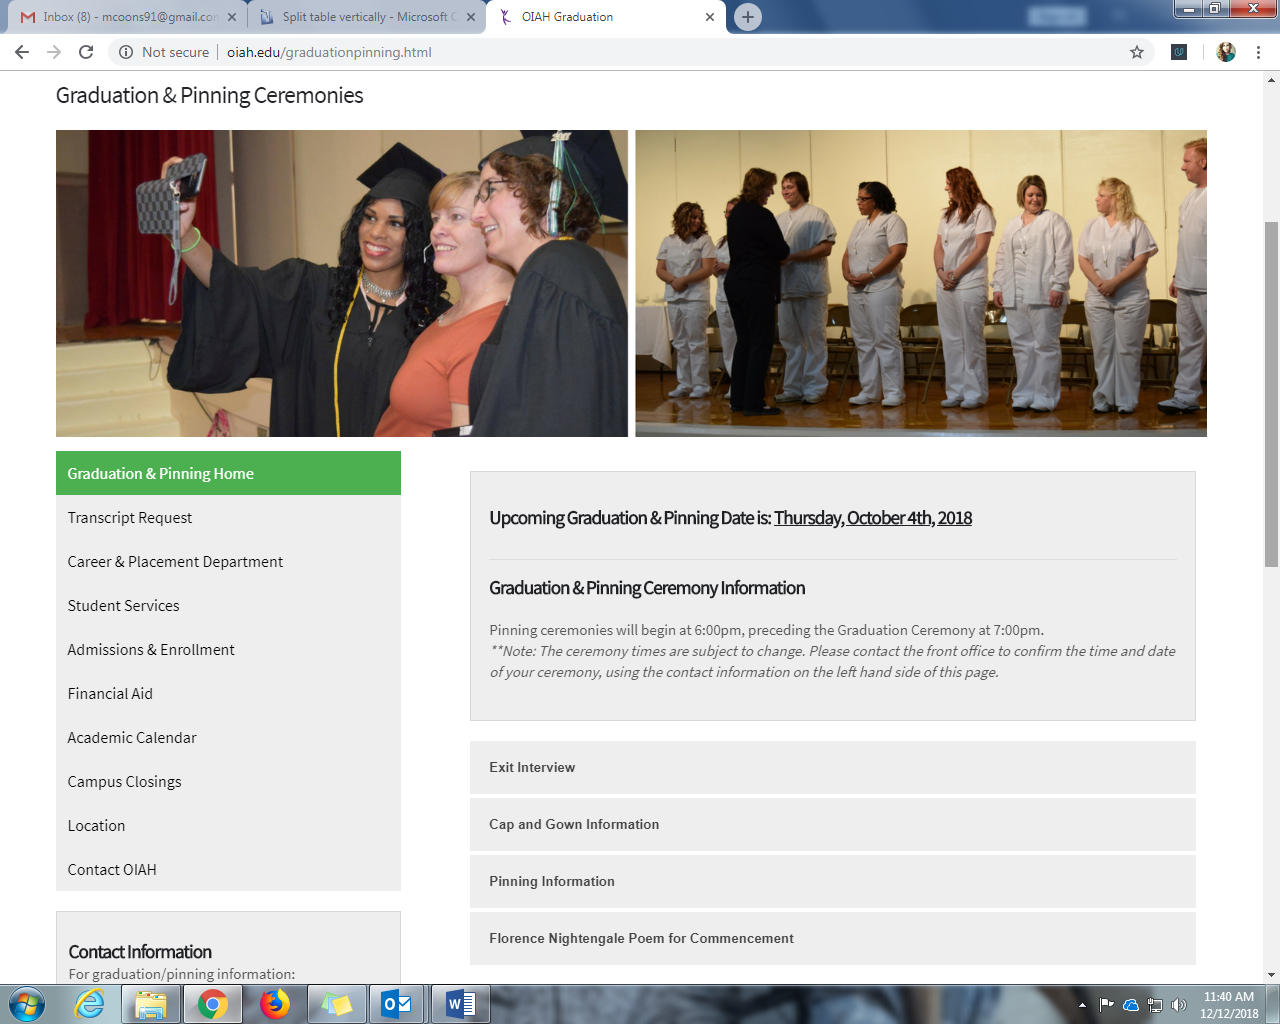 Inbox (8) - mcoons91@gmail.con
Split table vertically - Microsoft C
OIAH Graduation
Not secure
oiah.edu/graduationpinning.html
Graduation & Pinning Ceremonies
Graduation & Pinning Home
Transcript Request
Career & Placement Department
Student Services
Admissions & Enrollment
Financial Aid
Academic Calendar
Campus Closings
Location
Contact OIAH
Contact Information
For graduation/pinning information:
Upcoming Graduation & Pinning Date is: Thursday, October 4th, 2018
Graduation & Pinning Ceremony Information
Pinning ceremonies will begin at 6:00pm, preceding the Graduation Ceremony at 7:00pm.
**Note: The ceremony times are subject to change. Please contact the front office to confirm the time and date
of your ceremony, using the contact information on the left hand side of this page.
Exit Interview
Cap and Gown Information
Pinning Information
Florence Nightengale Poem for Commencement
11:40 AM
12/12/2018